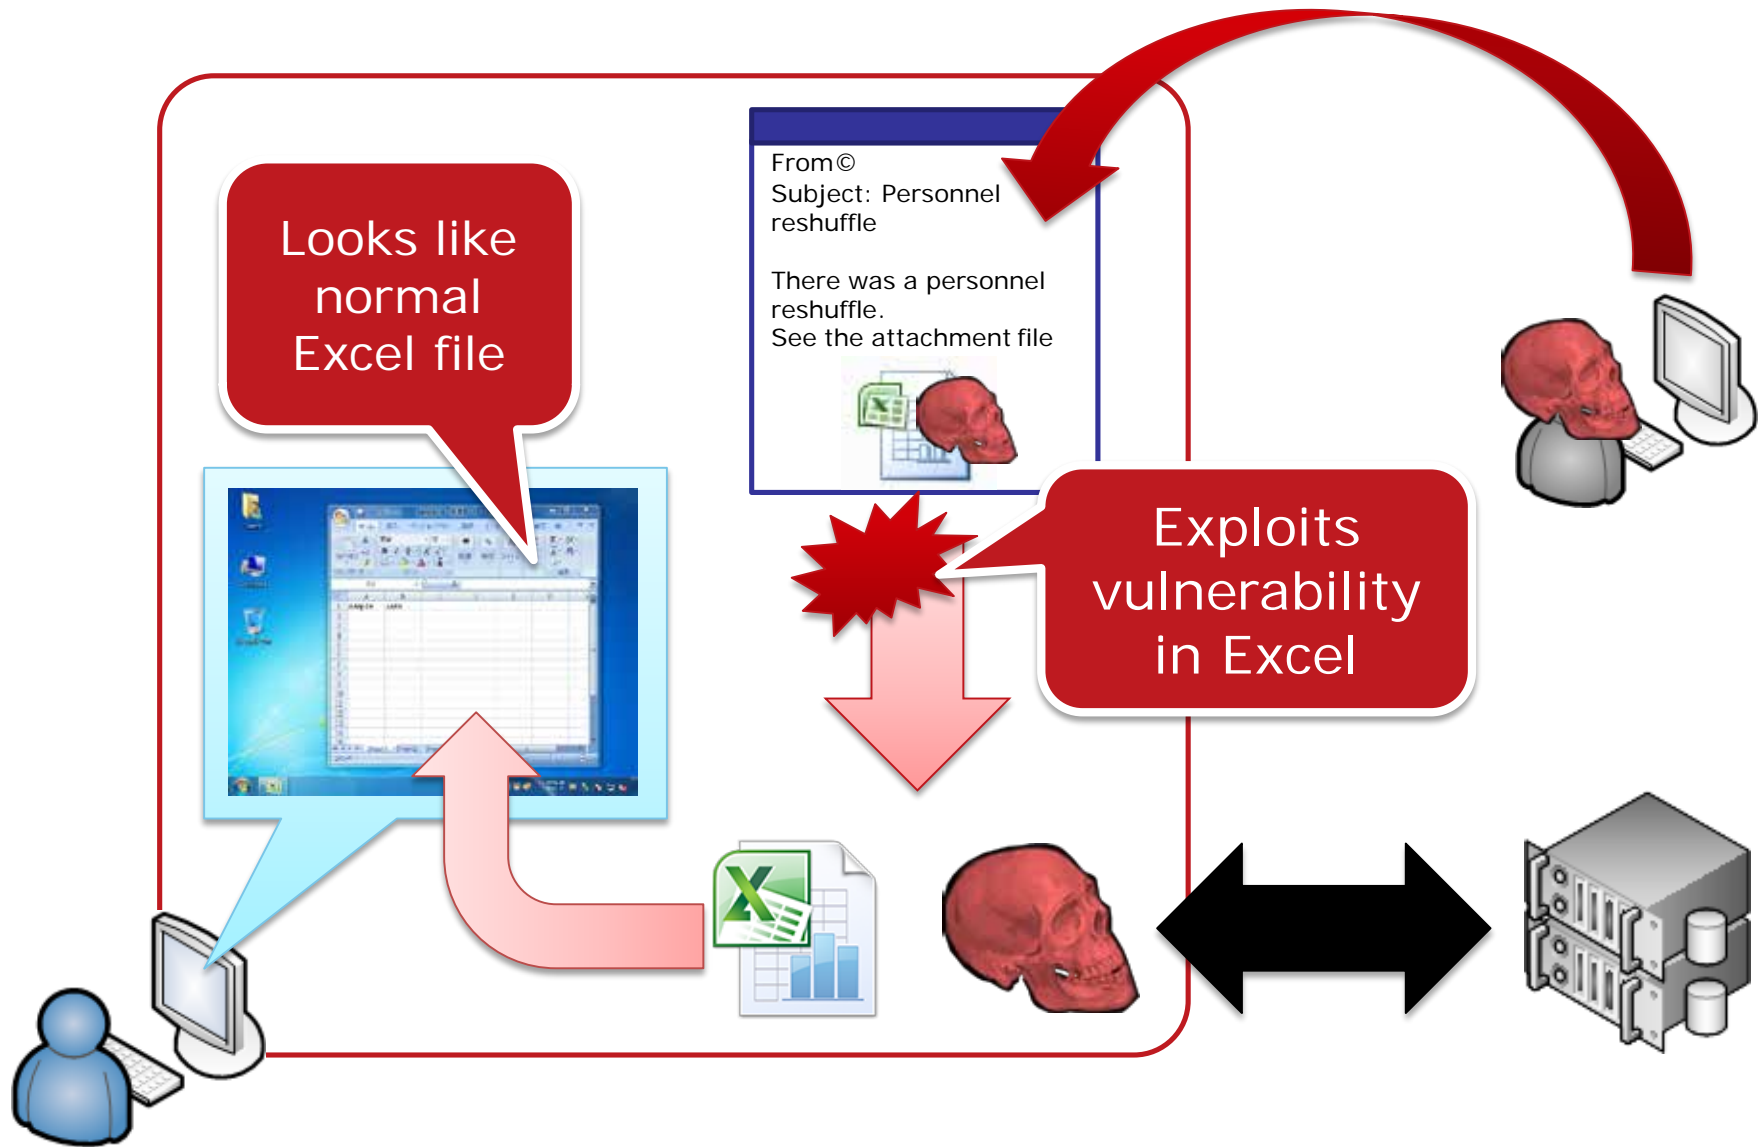 From©
Subject: Personnel
reshuffle
There was a personnel
reshuffle.
See the attachment file
Looks like
normal
Excel file
Exploits
vulnerability
in Excel